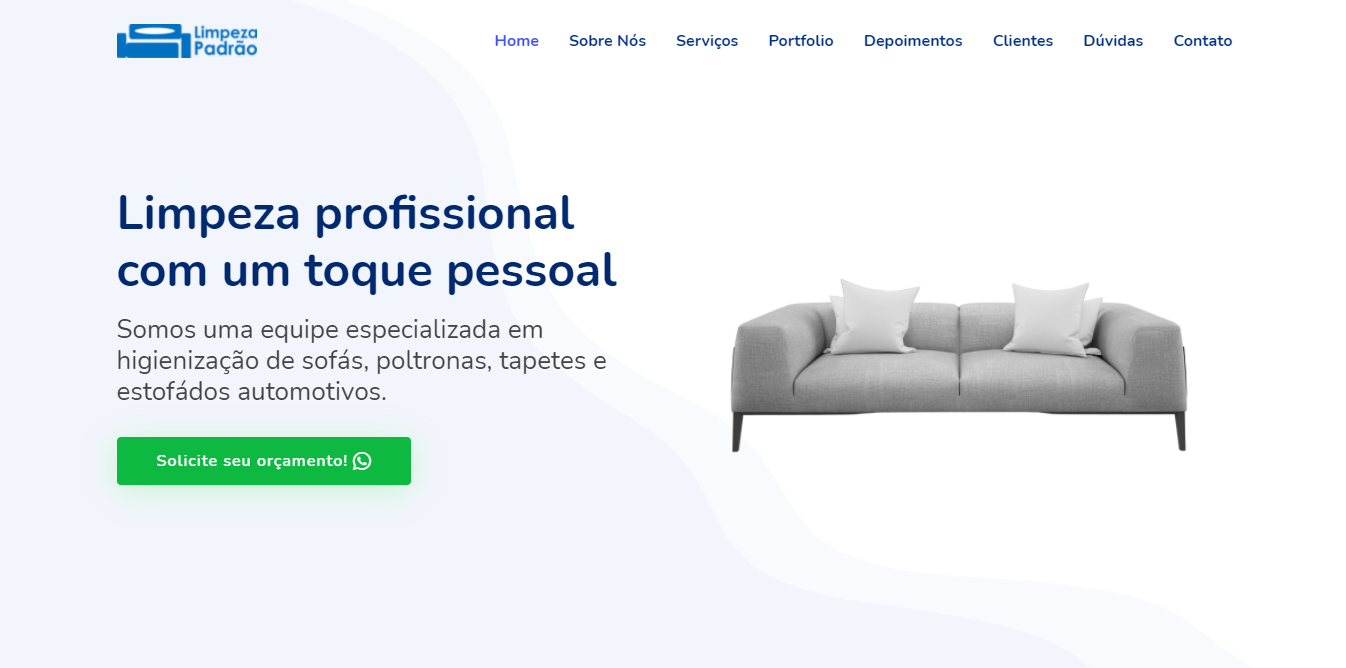 Limpeza
Padrão
Home Sobre Nós Serviços Portfolio Depoimentos Clientes Dúvidas Contato
Limpeza profissional
com um toque pessoal
Somos uma equipe especializada em
higienização de sofás, poltronas, tapetes e
estofádos automotivos.
Solicite seu orçamento!